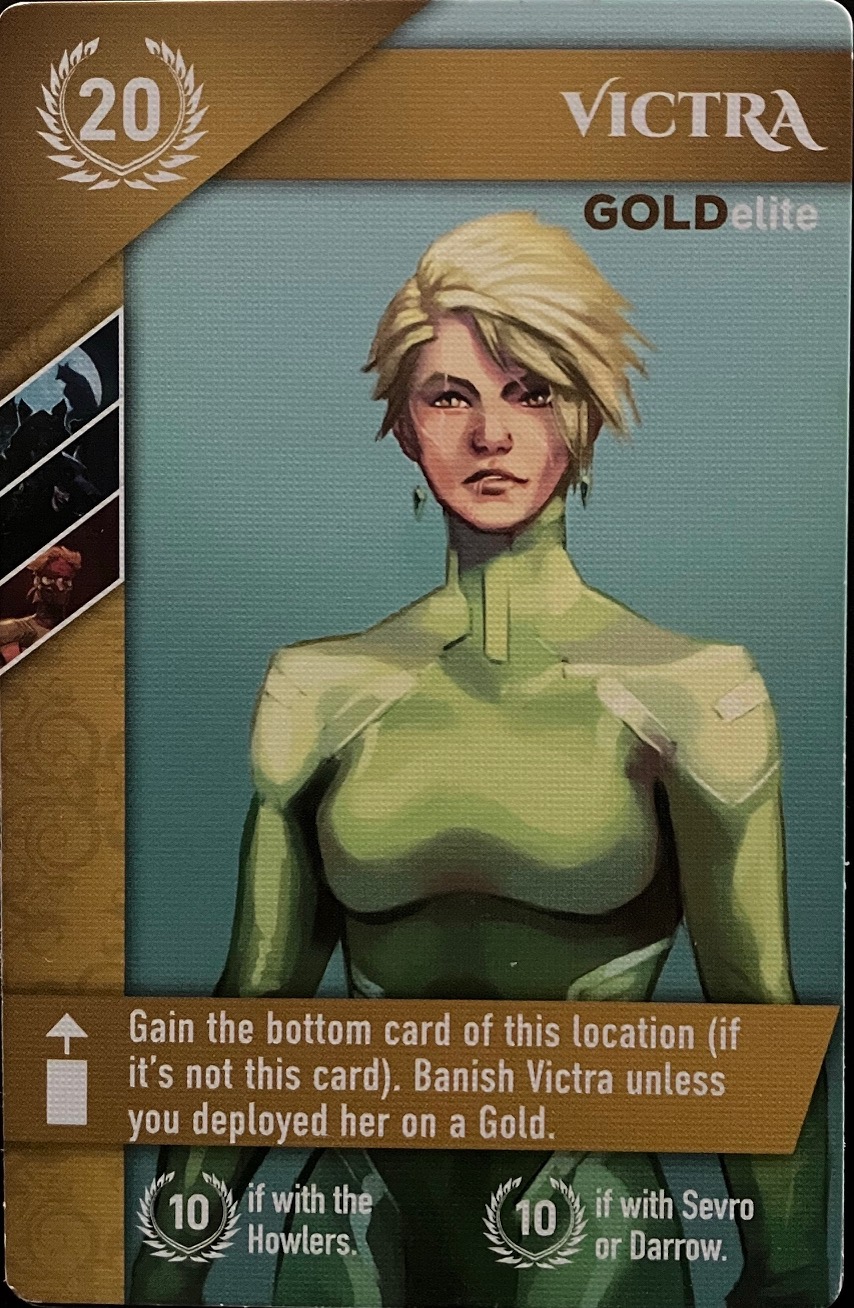 20
VICTRA
GOLDelite
Gain the bottom card of this location (if
it's not this card). Banish Victra unless
you deployed her on a Gold.
10 if with the
Howlers.
10 if with Sevro
or Darrow.